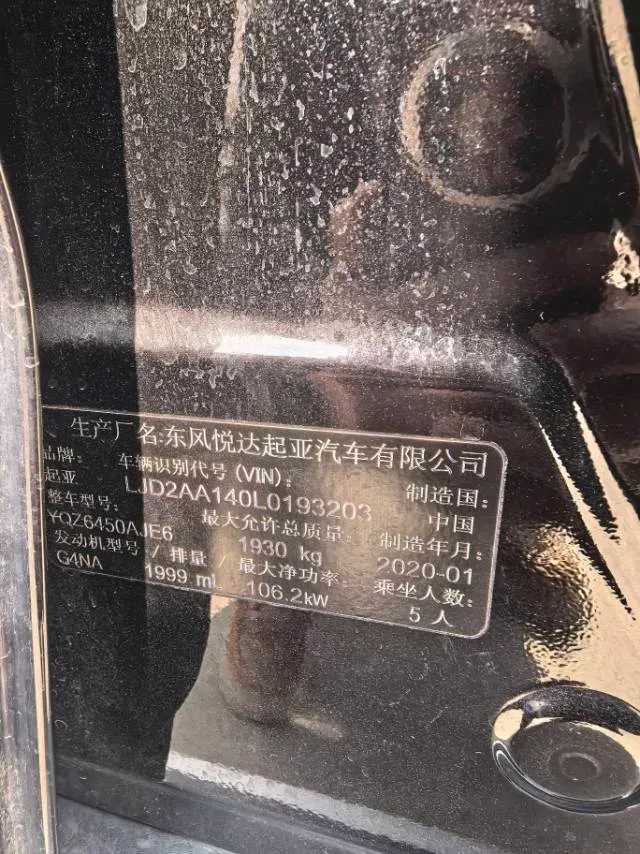 生产厂名:东风悦达起亚汽车有限公司
品牌: 车辆识别代号(VIN): 制造国:
起亚 LJD2AA140L0193203 中国
整车型号: 最大允许总质量: 制造年月:
YQZ6450AJE6 1930 kg 2020-01
发动机型号/排量/最大净功率: 乘坐人数:
G4NA 1999 mL 106.2kW 5人